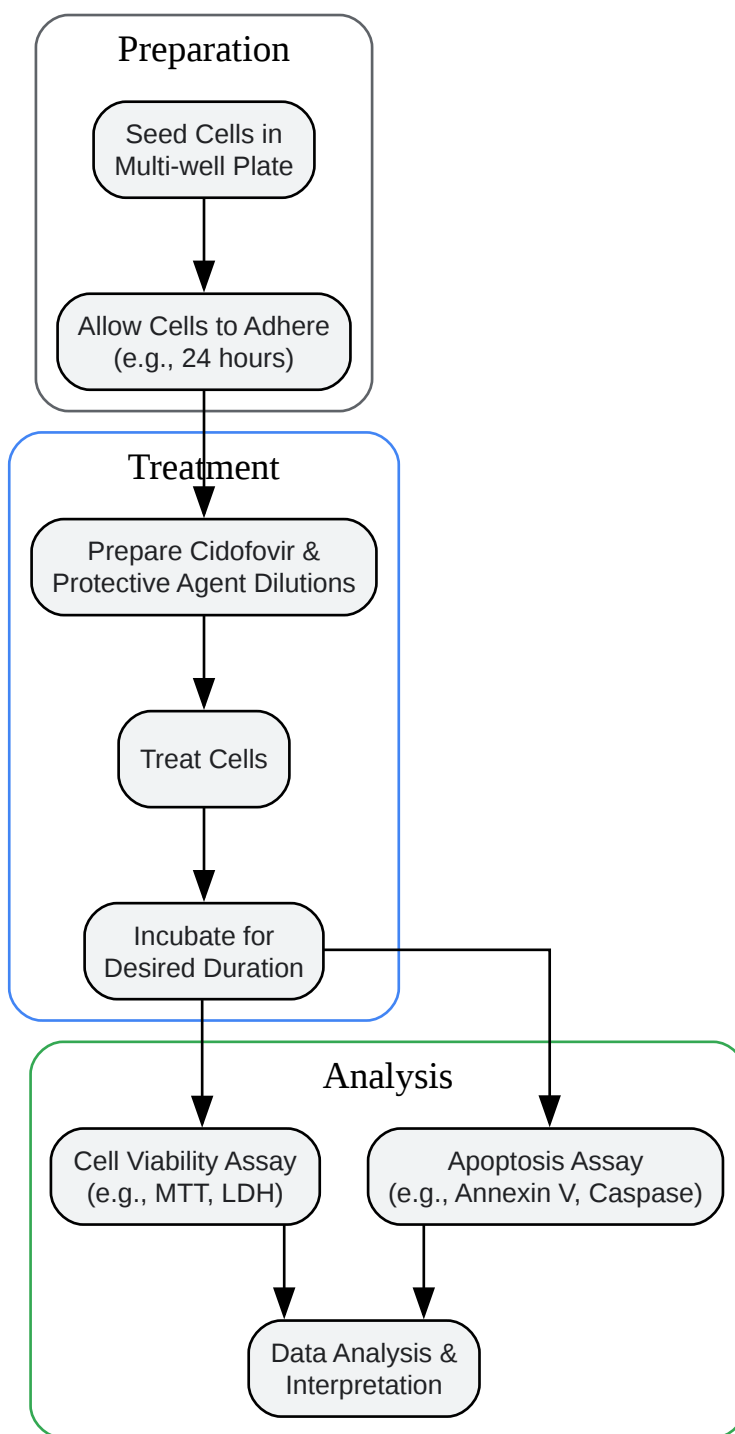 Preparation
Seed Cells in
Multi-well Plate
Allow Cells to Adhere
(e.g., 24 hours)
Treatment
Prepare Cidofovir &
Protective Agent Dilutions
Treat Cells
Incubate for
Desired Duration
Analysis
Cell Viability Assay
(e.g., MTT, LDH)
Apoptosis Assay
(e.g., Annexin V, Caspase)
Data Analysis &
Interpretation